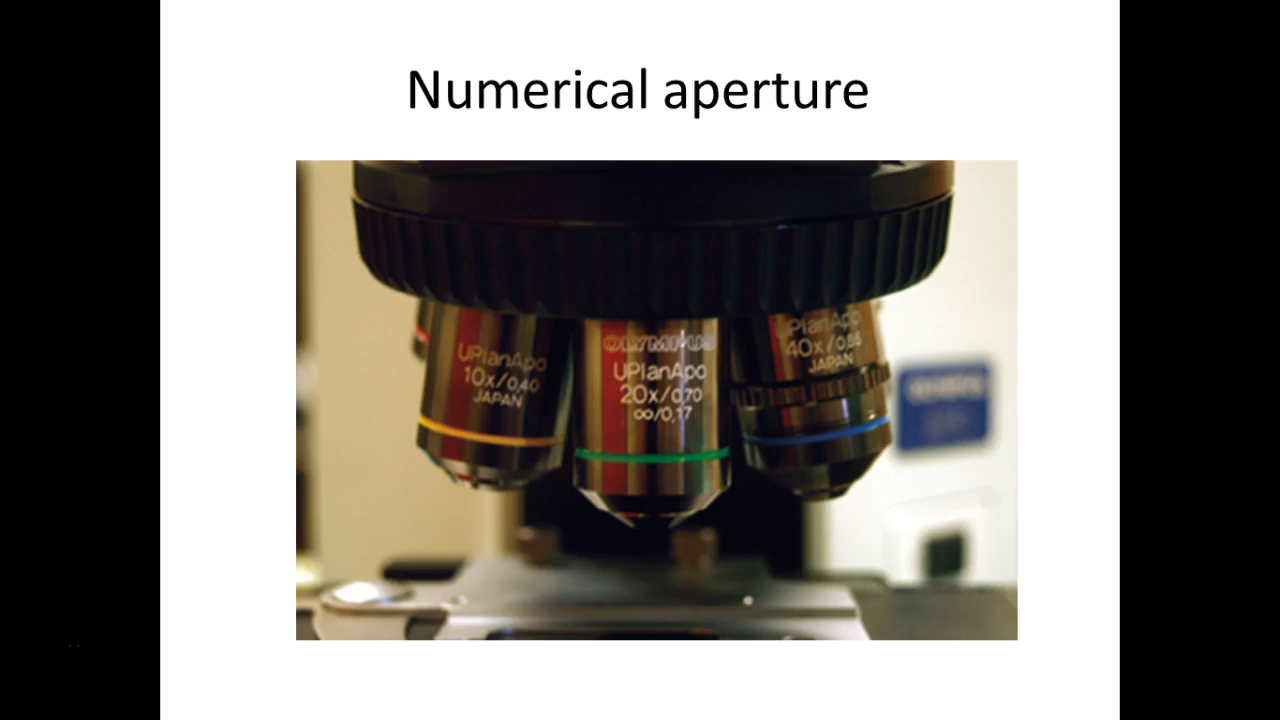 Numerical aperture
UPlanApo
10x/0,40
JAPAN
OLYMPUS
UPlanApo
20x/0,70
∞/0,17
UPlanApo
40x/0,85
JAPAN